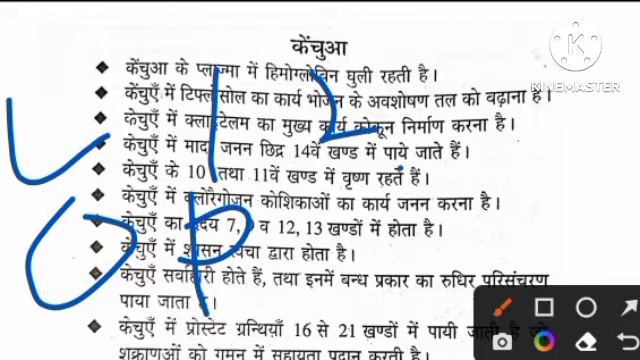 केंचुआ
❖ केंचुआ के प्लाज्मा में हिमोग्लोबिन घुली रहती है।
❖ केंचुएँ में टिफ्लोसोल का कार्य भोजन के अवशोषण तल को बढ़ाना है।
❖ केंचुएँ में क्लाइटेलम का मुख्य कार्य कोकून निर्माण करना है।
❖ केंचुएँ में मादा जनन छिद्र 14वें खण्ड में पाये जाते हैं।
❖ केंचुएँ के 10 तथा 11वें खण्ड में वृष्ण रहते हैं।
❖ केंचुएँ में क्लोरैगोजन कोशिकाओं का कार्य जनन करना है।
❖ केंचुएँ का हृदय 7, व 12, 13 खण्डों में होता है।
❖ केंचुएँ में श्वसन त्वचा द्वारा होता है।
❖ केंचुएँ सर्वाहारी होते हैं, तथा इनमें बन्ध प्रकार का रुधिर परिसंचरण
पाया जाता है।
❖ केंचुएँ में प्रोस्टेट ग्रन्थियाँ 16 से 21 खण्डों में पायी जाती है जो
शुक्राणुओं को गमन में सहायता प्रदान करती है।
L 1 2
O P
K
KINEMASTER